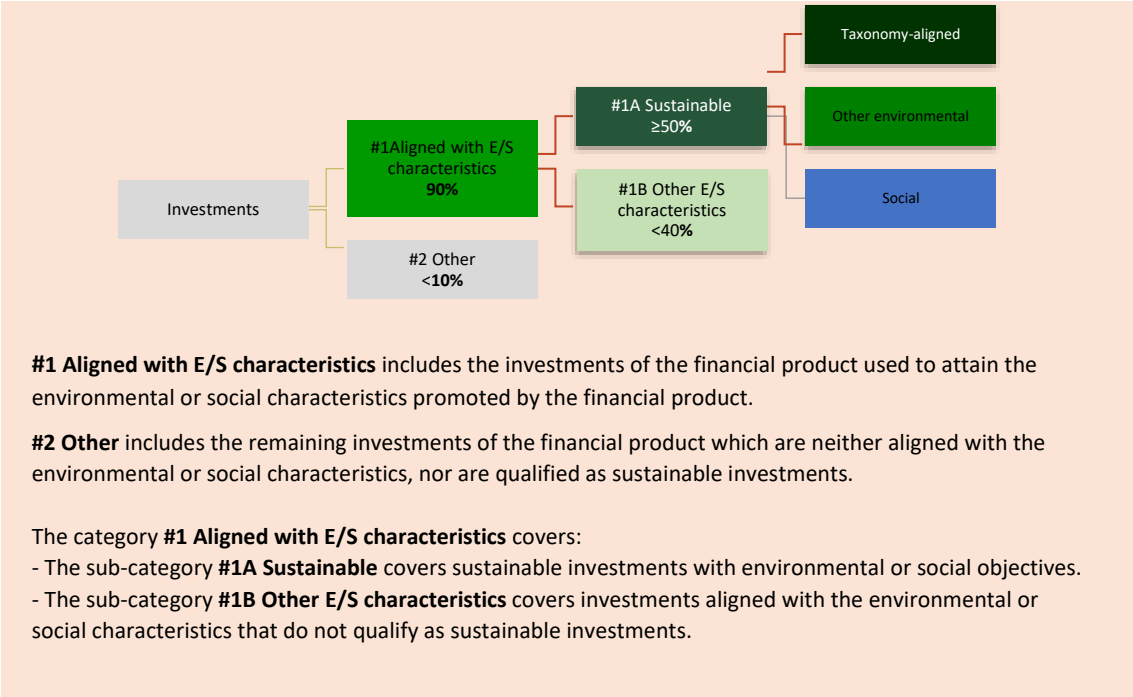 Taxonomy-aligned
#1A Sustainable
≥50%
Other environmental
#1Aligned with E/S
characteristics
90%
#1B Other E/S
characteristics
<40%
Social
Investments
#2 Other
<10%
#1 Aligned with E/S characteristics includes the investments of the financial product used to attain the
environmental or social characteristics promoted by the financial product.
#2 Other includes the remaining investments of the financial product which are neither aligned with the
environmental or social characteristics, nor are qualified as sustainable investments.
The category #1 Aligned with E/S characteristics covers:
- The sub-category #1A Sustainable covers sustainable investments with environmental or social objectives.
- The sub-category #1B Other E/S characteristics covers investments aligned with the environmental or
social characteristics that do not qualify as sustainable investments.